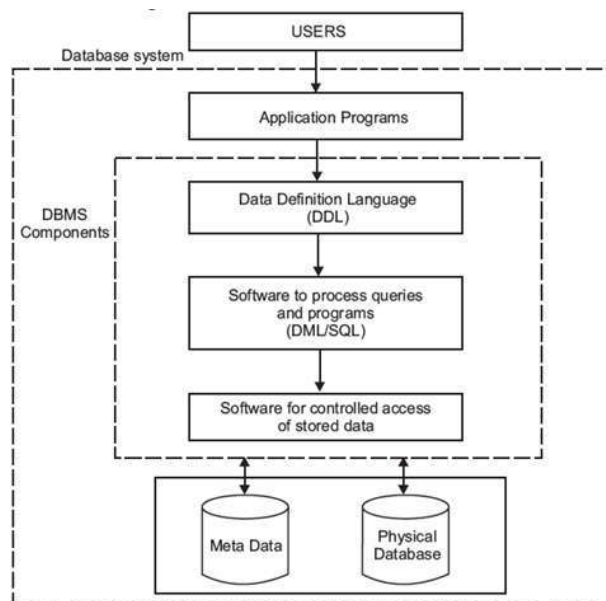 USERS
Database system
Application Programs
DBMS
Components
Data Definition Language
(DDL)
Software to process queries
and programs
(DML/SQL)
Software for controlled access
of stored data
Meta Data
Physical
Database